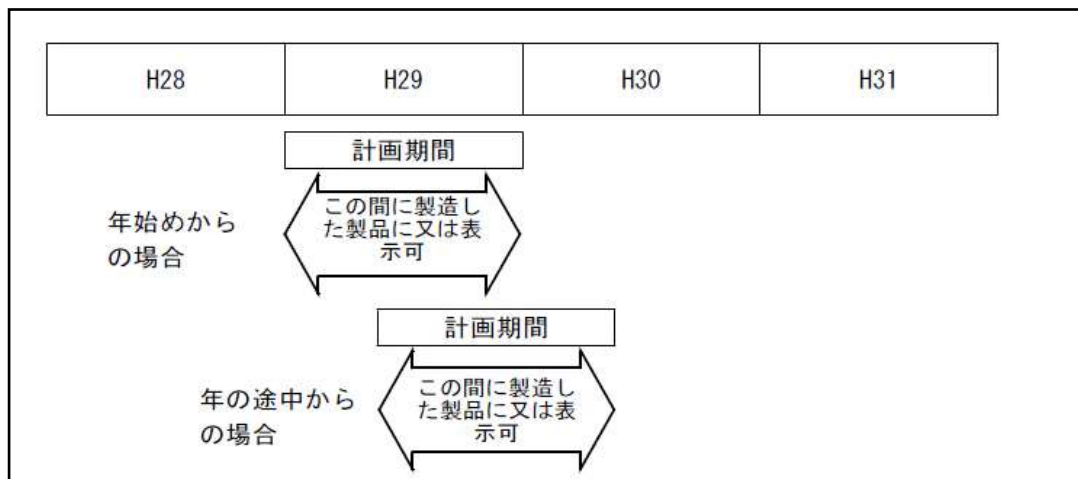 H28 H29 H30 H31
計画期間
年始めから
の場合
この間に製造し
た製品に又は表
示可
計画期間
年の途中から
の場合
この間に製造し
た製品に又は表
示可